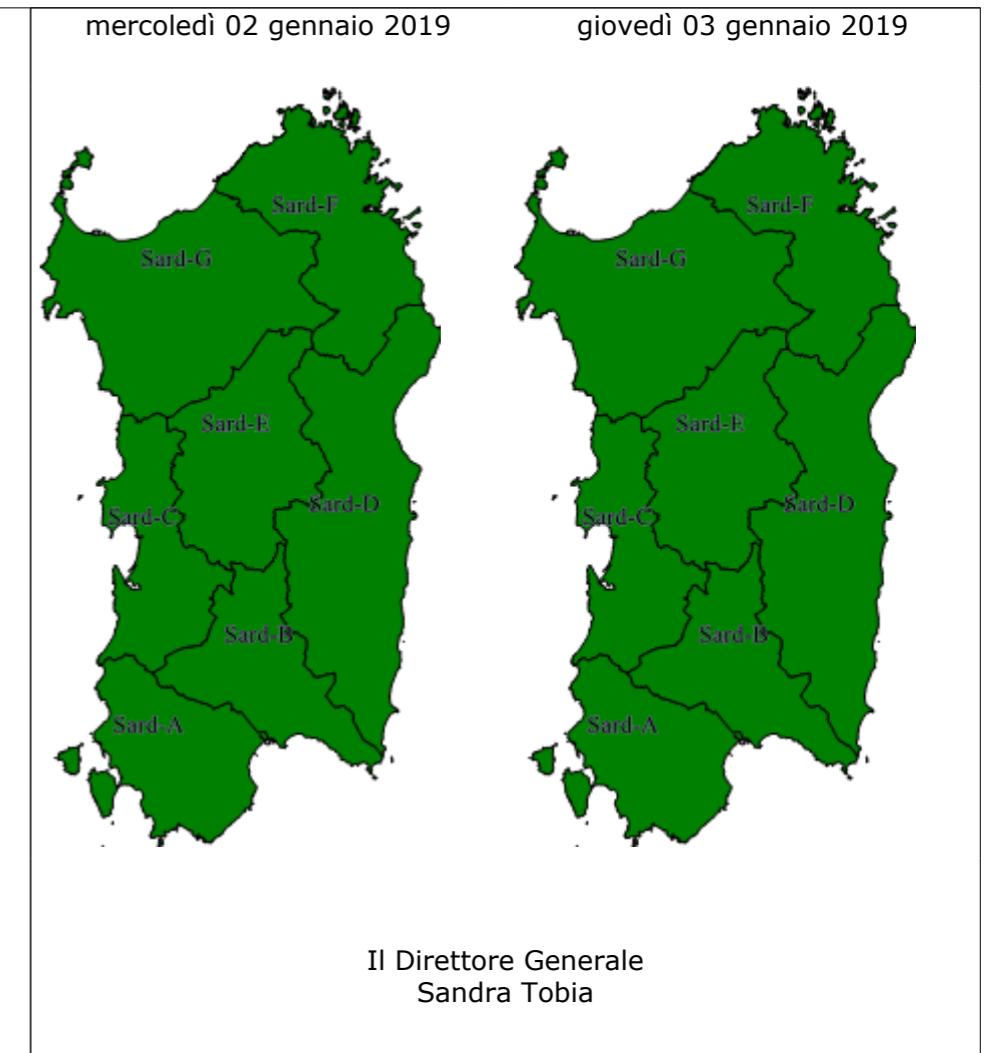 mercoledì 02 gennaio 2019
giovedì 03 gennaio 2019
Sard-F
Sard-G
Sard-E
Sard-D
Sard-C
Sard-B
Sard-A
Sard-F
Sard-G
Sard-E
Sard-D
Sard-C
Sard-B
Sard-A
Il Direttore Generale
Sandra Tobia